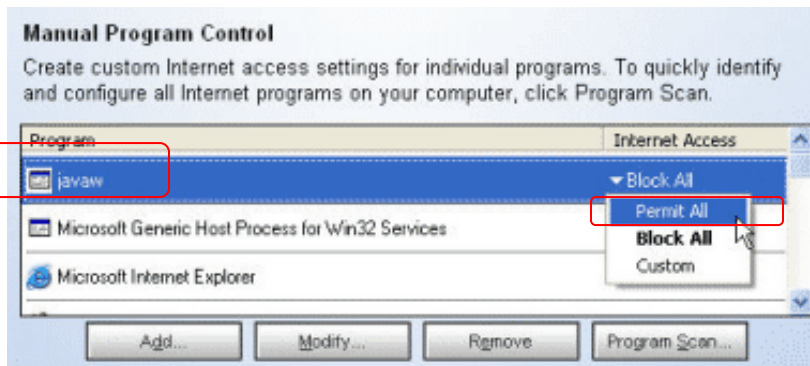 Manual Program Control
Create custom Internet access settings for individual programs. To quickly identify
and configure all Internet programs on your computer, click Program Scan.
Program Internet Access
javaw Block All
Permit All
Microsoft Generic Host Process for Win32 Services
Block All
Custom
Microsoft Internet Explorer
Add... Modify... Remove Program Scan...